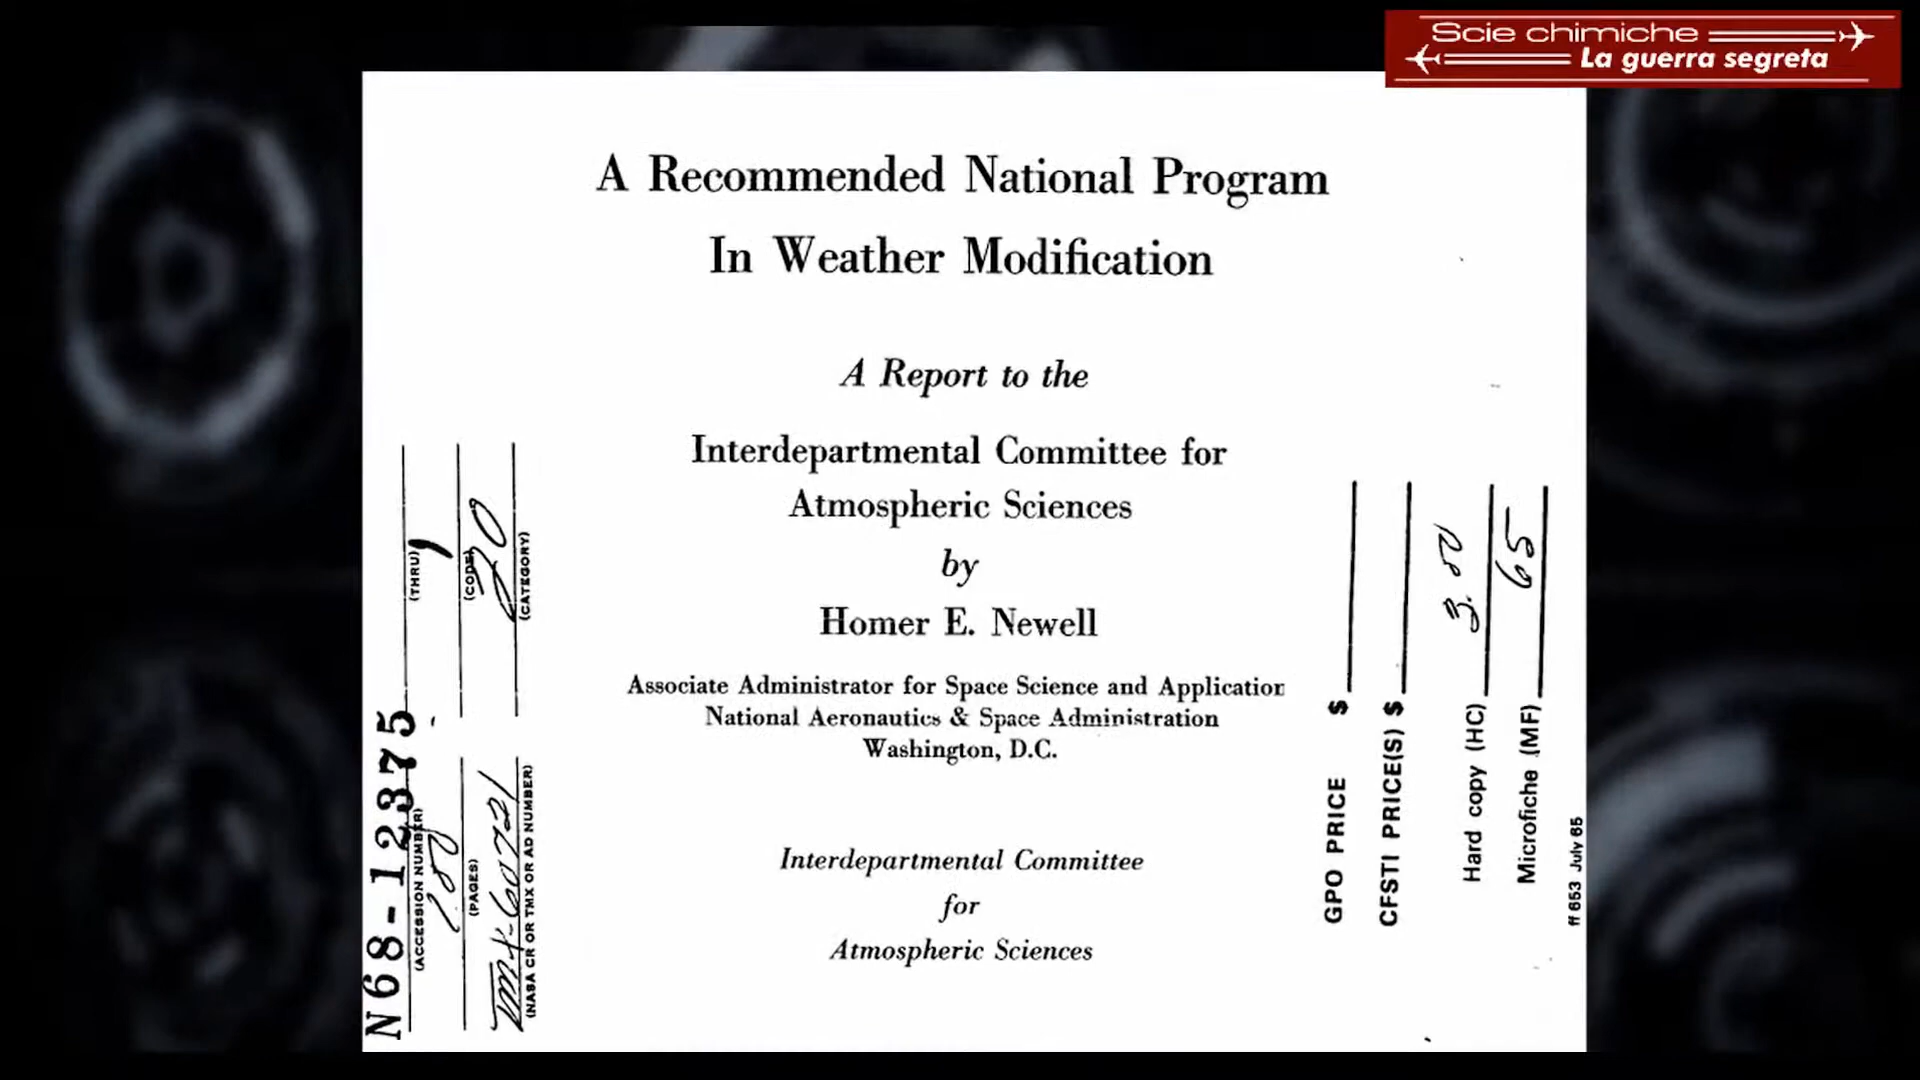 Scie chimiche
La guerra segreta
A Recommended National Program
In Weather Modification
A Report to the
Interdepartmental Committee for
Atmospheric Sciences
by
Homer E. Newell
Associate Administrator for Space Science and Application
National Aeronautics & Space Administration
Washington, D.C.
Interdepartmental Committee
for
Atmospheric Sciences
N68-12375
(ACCESSION NUMBER)
(THRU)
1
(PAGES)
(CODE)
20
(NASA CR OR TMX OR AD NUMBER)
(CATEGORY)
GPO PRICE $
CFSTI PRICE(S) $
Hard copy (HC) 3.00
Microfiche (MF) 65
ff 653 July 65